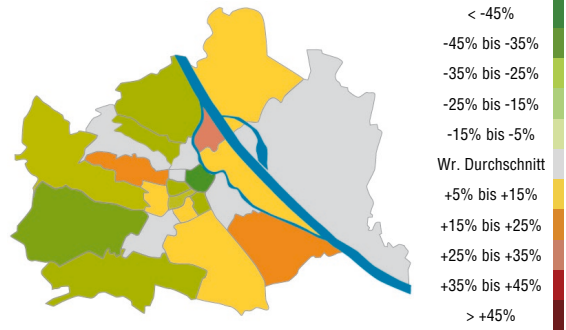 < -45%
-45% bis -35%
-35% bis -25%
-25% bis -15%
-15% bis -5%
Wr. Durchschnitt
+5% bis +15%
+15% bis +25%
+25% bis +35%
+35% bis +45%
> +45%